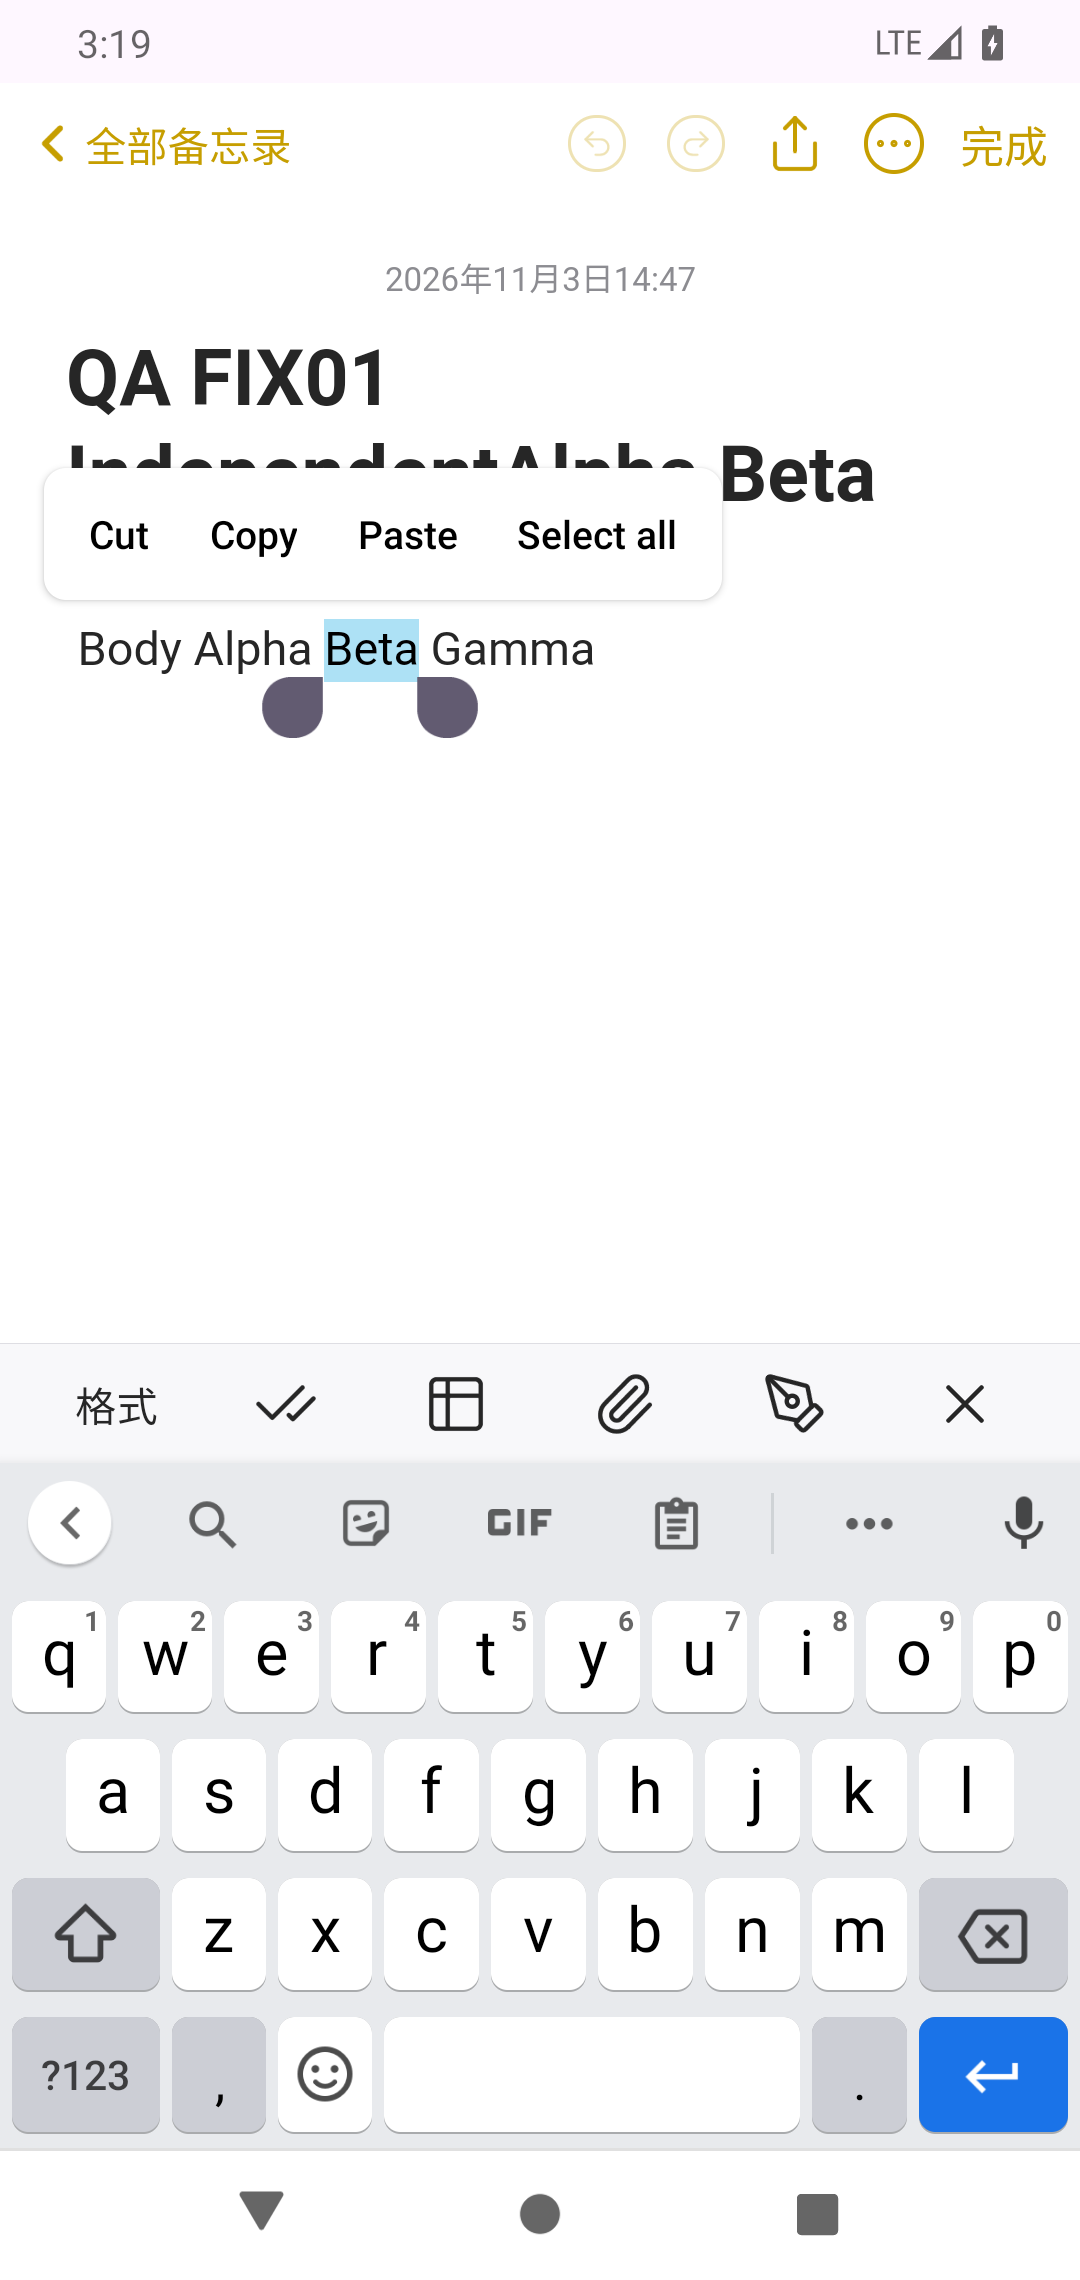 3:19
LTE
全部备忘录
完成
2026年11月3日14:47
QA FIX01
IndependentAlpha Beta
Cut Copy Paste Select all
Body Alpha Beta Gamma
格式
GIF
q 1 w 2 e 3 r 4 t 5 y 6 u 7 i 8 o 9 p 0
a s d f g h j k l
z x c v b n m
?123 , .